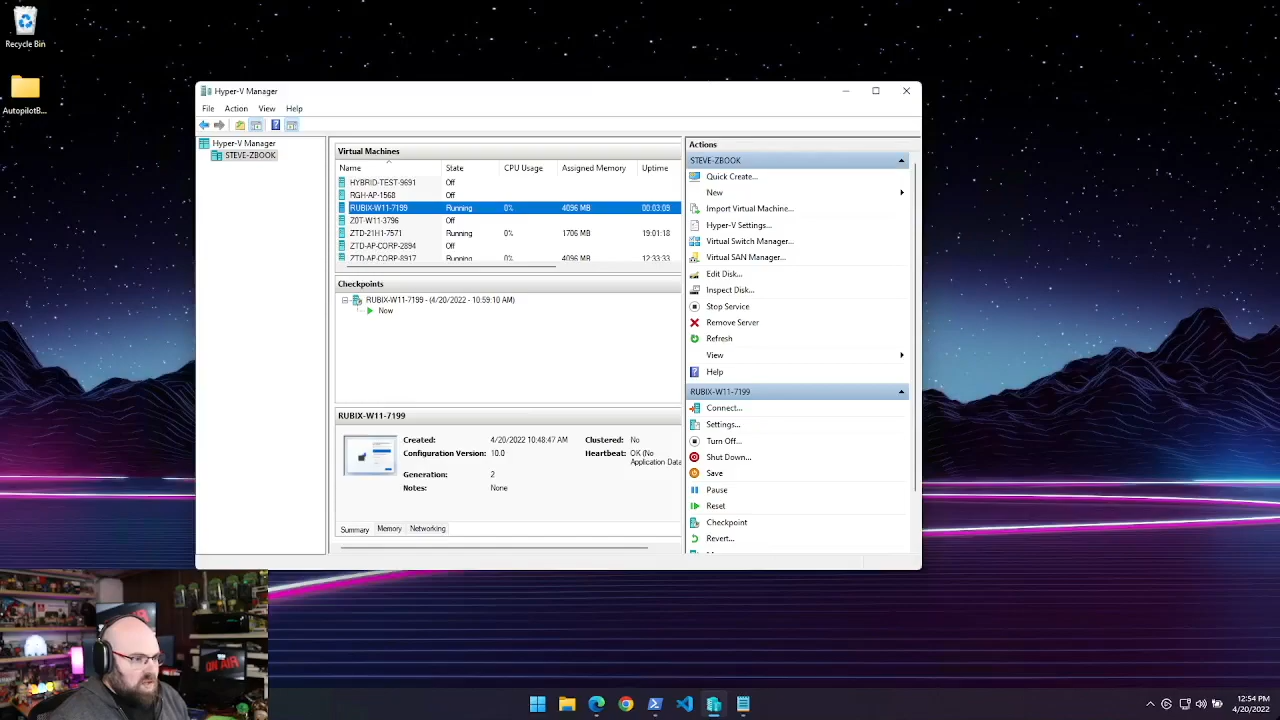 Recycle Bin
AutopilotB...
Hyper-V Manager
File Action View Help
Hyper-V Manager
STEVE-ZBOOK
Virtual Machines
Name State CPU Usage Assigned Memory Uptime
HYBRID-TEST-9691 Off
RGH-AP-1568 Off
RUBIX-W11-7199 Running 0% 4096 MB 00:03:09
Z0T-W11-3796 Off
ZTD-21H1-7571 Running 0% 1706 MB 19:01:18
ZTD-AP-CORP-2894 Off
ZTD-AP-CORP-8917 Running 0% 4096 MB 12:33:33
Checkpoints
RUBIX-W11-7199 - (4/20/2022 - 10:59:10 AM)
Now
RUBIX-W11-7199
Created: 4/20/2022 10:48:47 AM Clustered: No
Configuration Version: 10.0 Heartbeat: OK (No
Application Data
Generation: 2
Notes: None
Summary Memory Networking
Actions
STEVE-ZBOOK
Quick Create...
New
Import Virtual Machine...
Hyper-V Settings...
Virtual Switch Manager...
Virtual SAN Manager...
Edit Disk...
Inspect Disk...
Stop Service
Remove Server
Refresh
View
Help
RUBIX-W11-7199
Connect...
Settings...
Turn Off...
Shut Down...
Save
Pause
Reset
Checkpoint
Revert...
ON AIR
12:54 PM
4/20/2022